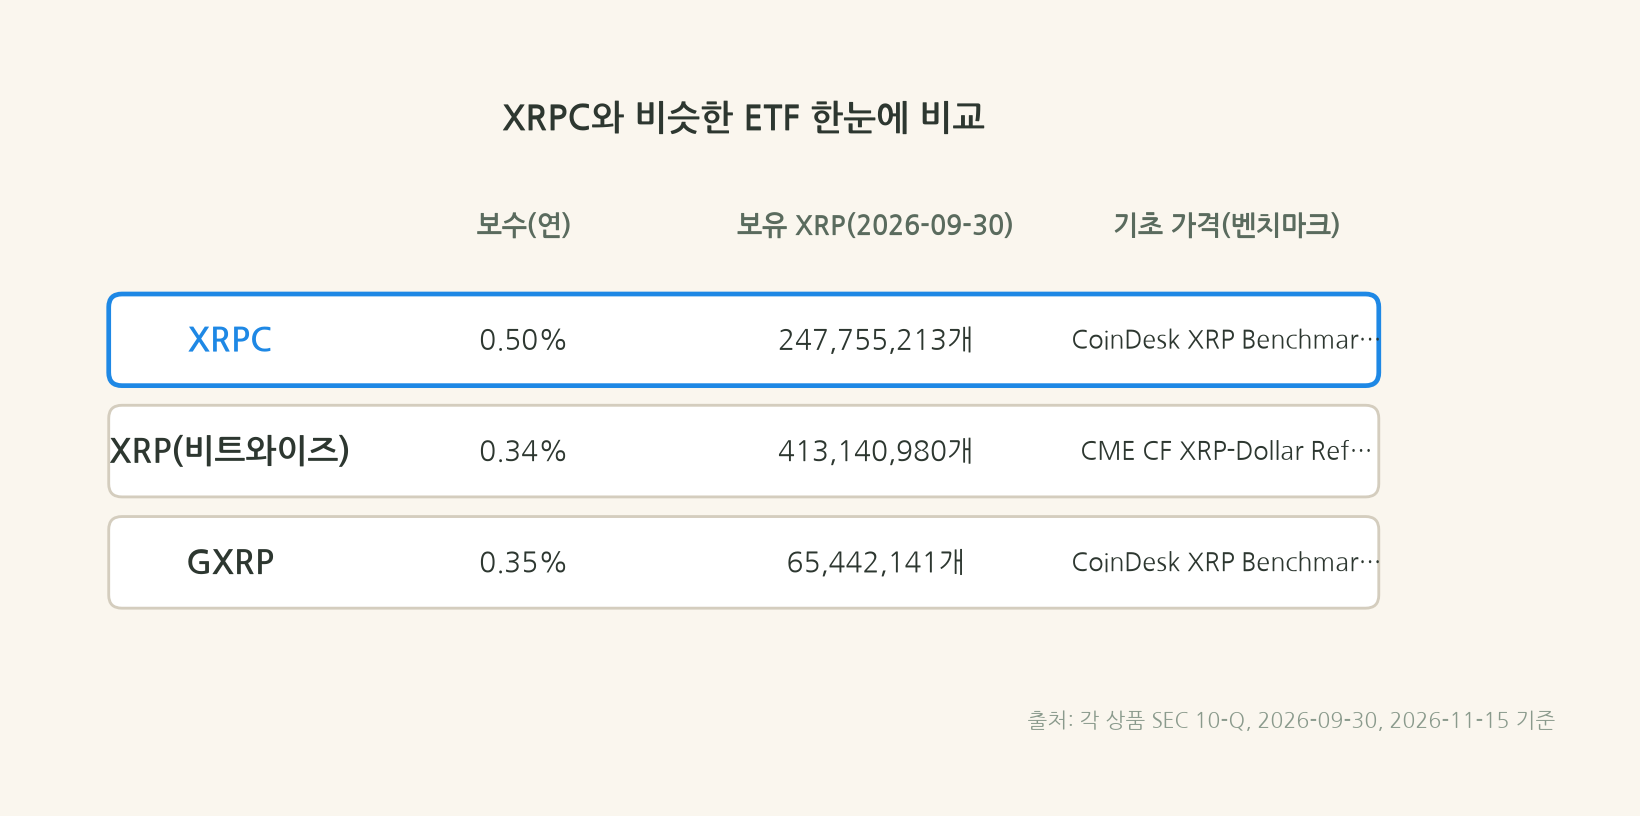 XRPC와 비슷한 ETF 한눈에 비교
보수(연) 보유 XRP(2026-09-30) 기초 가격(벤치마크)
XRPC 0.50% 247,755,213개 CoinDesk XRP Benchmar…
XRP(비트와이즈) 0.34% 413,140,980개 CME CF XRP-Dollar Ref…
GXRP 0.35% 65,442,141개 CoinDesk XRP Benchmar…
출처: 각 상품 SEC 10-Q, 2026-09-30, 2026-11-15 기준